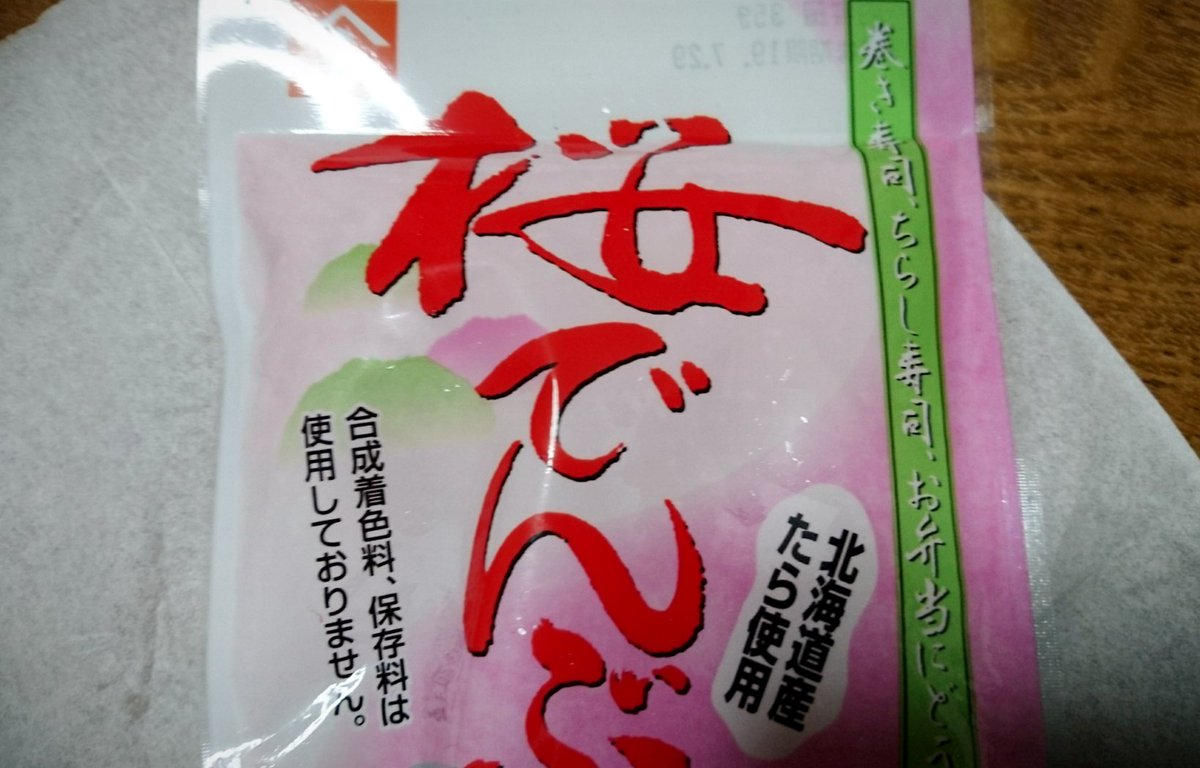 巻き寿司、ちらし寿司、お弁当にどう
桜でんぶ
北海道産
たら使用
合成着色料、保存料は
使用しておりません。